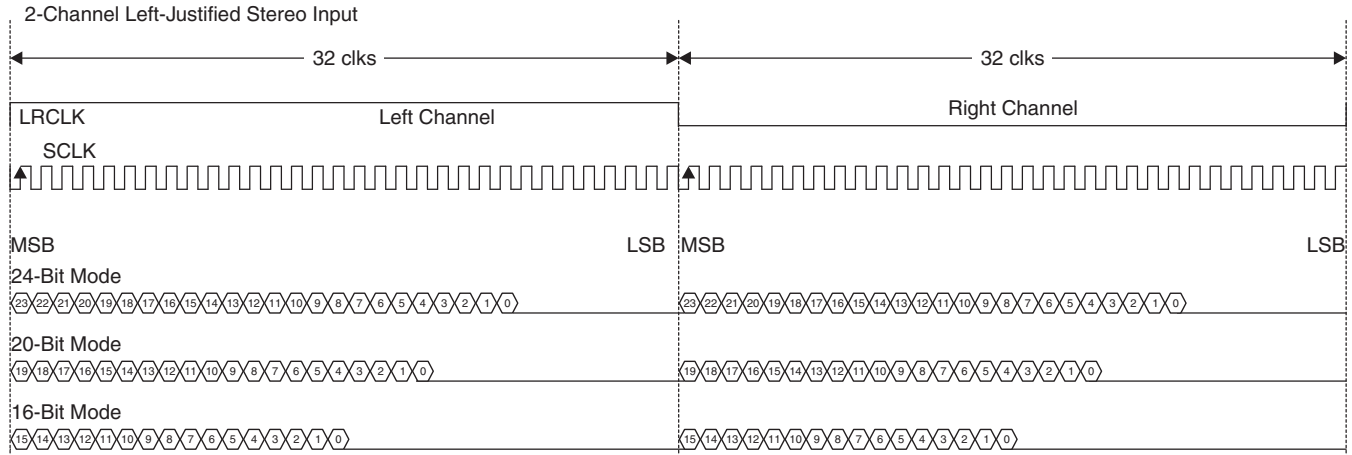 2-Channel Left-Justified Stereo Input
32 clks 32 clks
LRCLK Left Channel Right Channel
SCLK
MSB LSB MSB LSB
24-Bit Mode
23 22 21 20 19 18 17 16 15 14 13 12 11 10 9 8 7 6 5 4 3 2 1 0 23 22 21 20 19 18 17 16 15 14 13 12 11 10 9 8 7 6 5 4 3 2 1 0
20-Bit Mode
19 18 17 16 15 14 13 12 11 10 9 8 7 6 5 4 3 2 1 0 19 18 17 16 15 14 13 12 11 10 9 8 7 6 5 4 3 2 1 0
16-Bit Mode
15 14 13 12 11 10 9 8 7 6 5 4 3 2 1 0 15 14 13 12 11 10 9 8 7 6 5 4 3 2 1 0